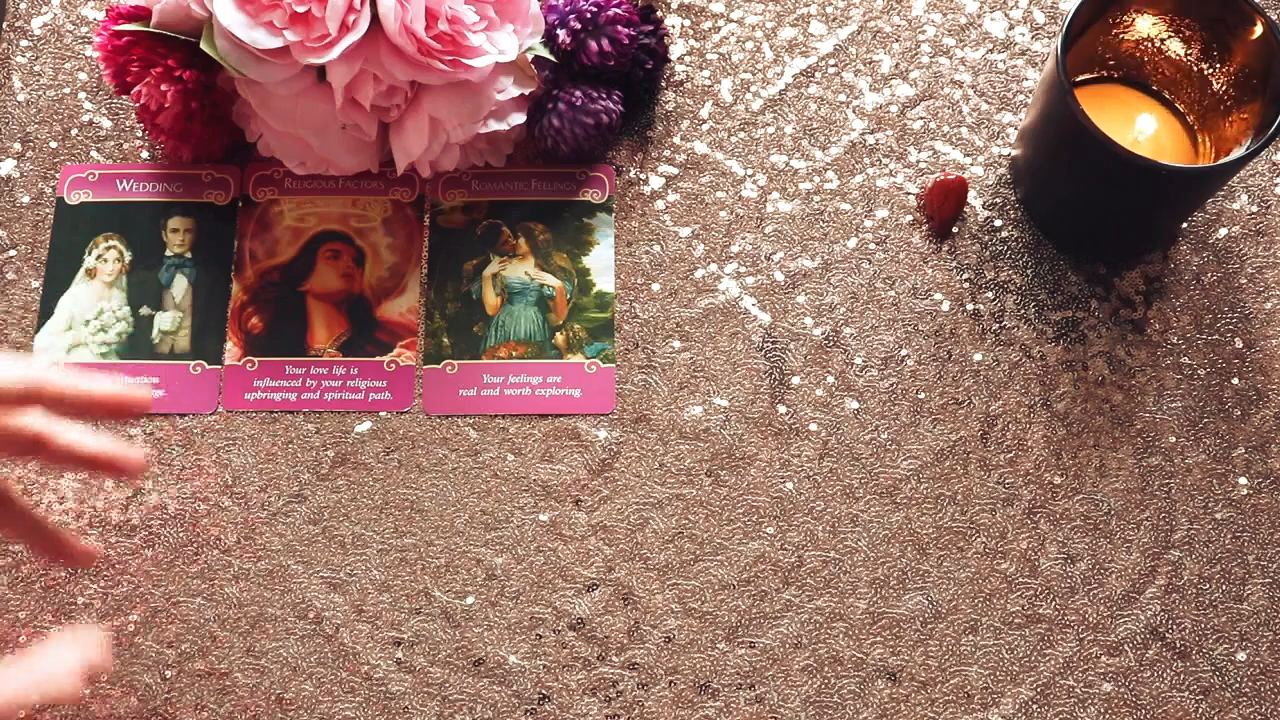 WEDDING
RELIGIOUS FACTORS
ROMANTIC FEELINGS
Your love life is
influenced by your religious
upbringing and spiritual path.
Your feelings are
real and worth exploring.